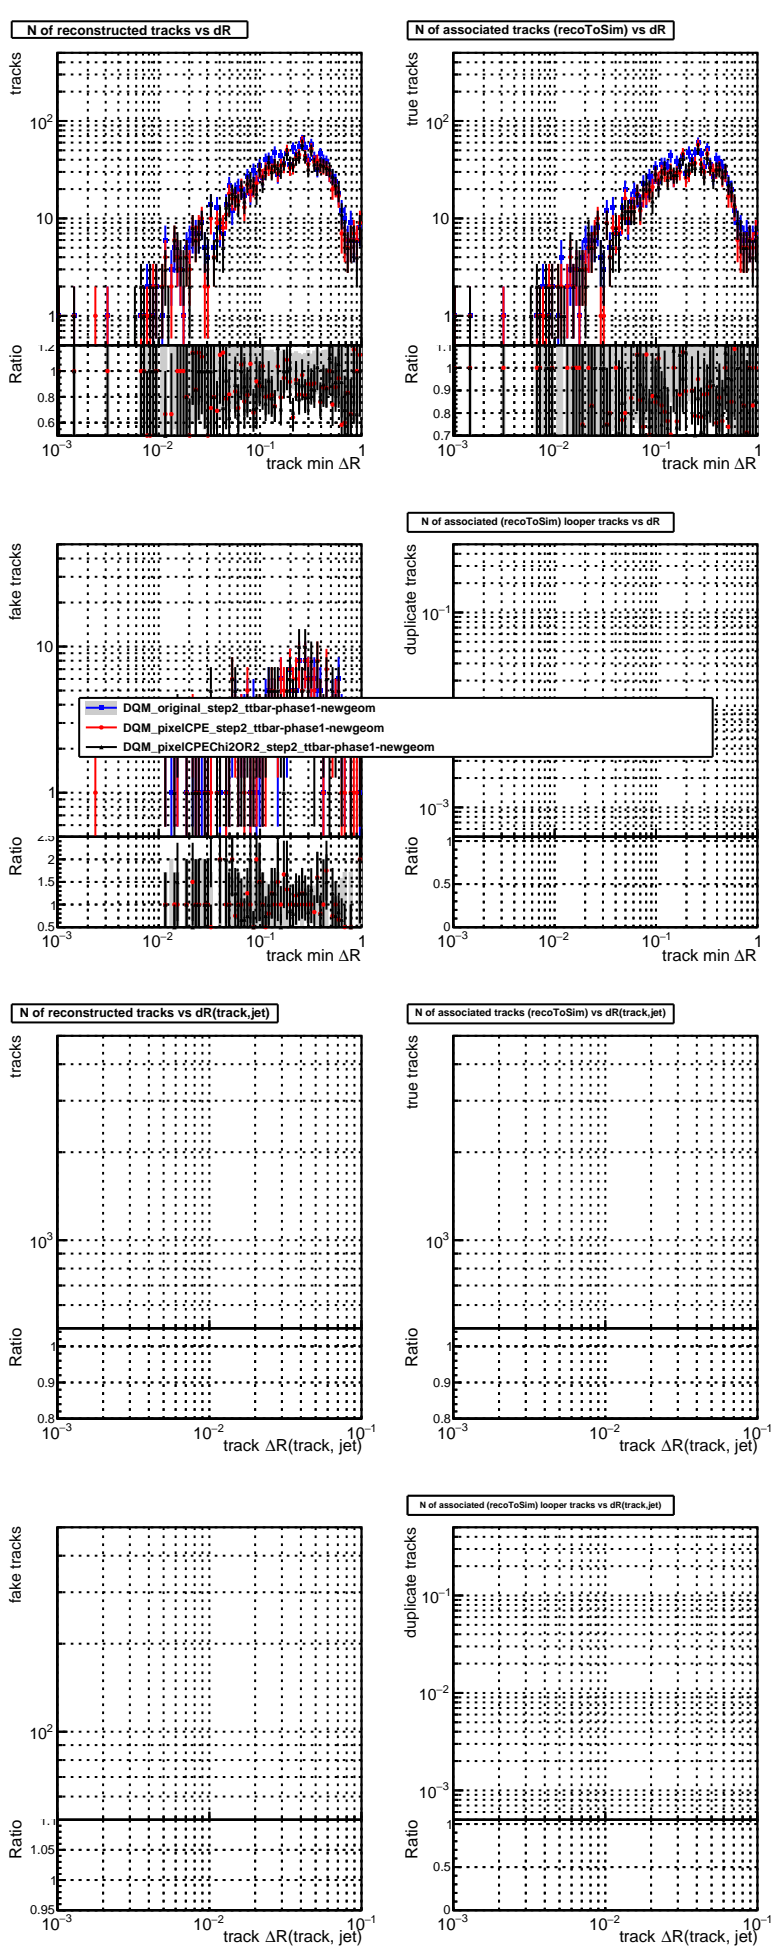 N of reconstructed tracks vs dR
tracks
10²
10
1
Ratio
1.2
1
0.8
0.6
10⁻³ 10⁻² 10⁻¹ 1
track min ΔR
N of associated tracks (recoToSim) vs dR
true tracks
10²
10
1
Ratio
1.1
1
0.9
0.8
0.7
10⁻³ 10⁻² 10⁻¹ 1
track min ΔR
fake tracks
10
1
Ratio
2.5
2
1.5
1
0.5
10⁻³ 10⁻² 10⁻¹ 1
track min ΔR
N of associated (recoToSim) looper tracks vs dR
duplicate tracks
10⁻¹
10⁻³
Ratio
1
0.5
0
10⁻³ 10⁻² 10⁻¹ 1
track min ΔR
DQM_original_step2_ttbar-phase1-newgeom
DQM_pixelCPE_step2_ttbar-phase1-newgeom
DQM_pixelCPEChi2OR2_step2_ttbar-phase1-newgeom
N of reconstructed tracks vs dR(track,jet)
tracks
10³
Ratio
1
0.9
0.8
10⁻³ 10⁻² 10⁻¹
track ΔR(track, jet)
N of associated tracks (recoToSim) vs dR(track,jet)
true tracks
10³
Ratio
1
0.9
0.8
10⁻³ 10⁻² 10⁻¹
track ΔR(track, jet)
fake tracks
10²
Ratio
1.1
1.05
1
0.95
10⁻³ 10⁻² 10⁻¹
track ΔR(track, jet)
N of associated (recoToSim) looper tracks vs dR(track,jet)
duplicate tracks
10⁻¹
10⁻²
10⁻³
Ratio
1
0.5
0
10⁻³ 10⁻² 10⁻¹
track ΔR(track, jet)